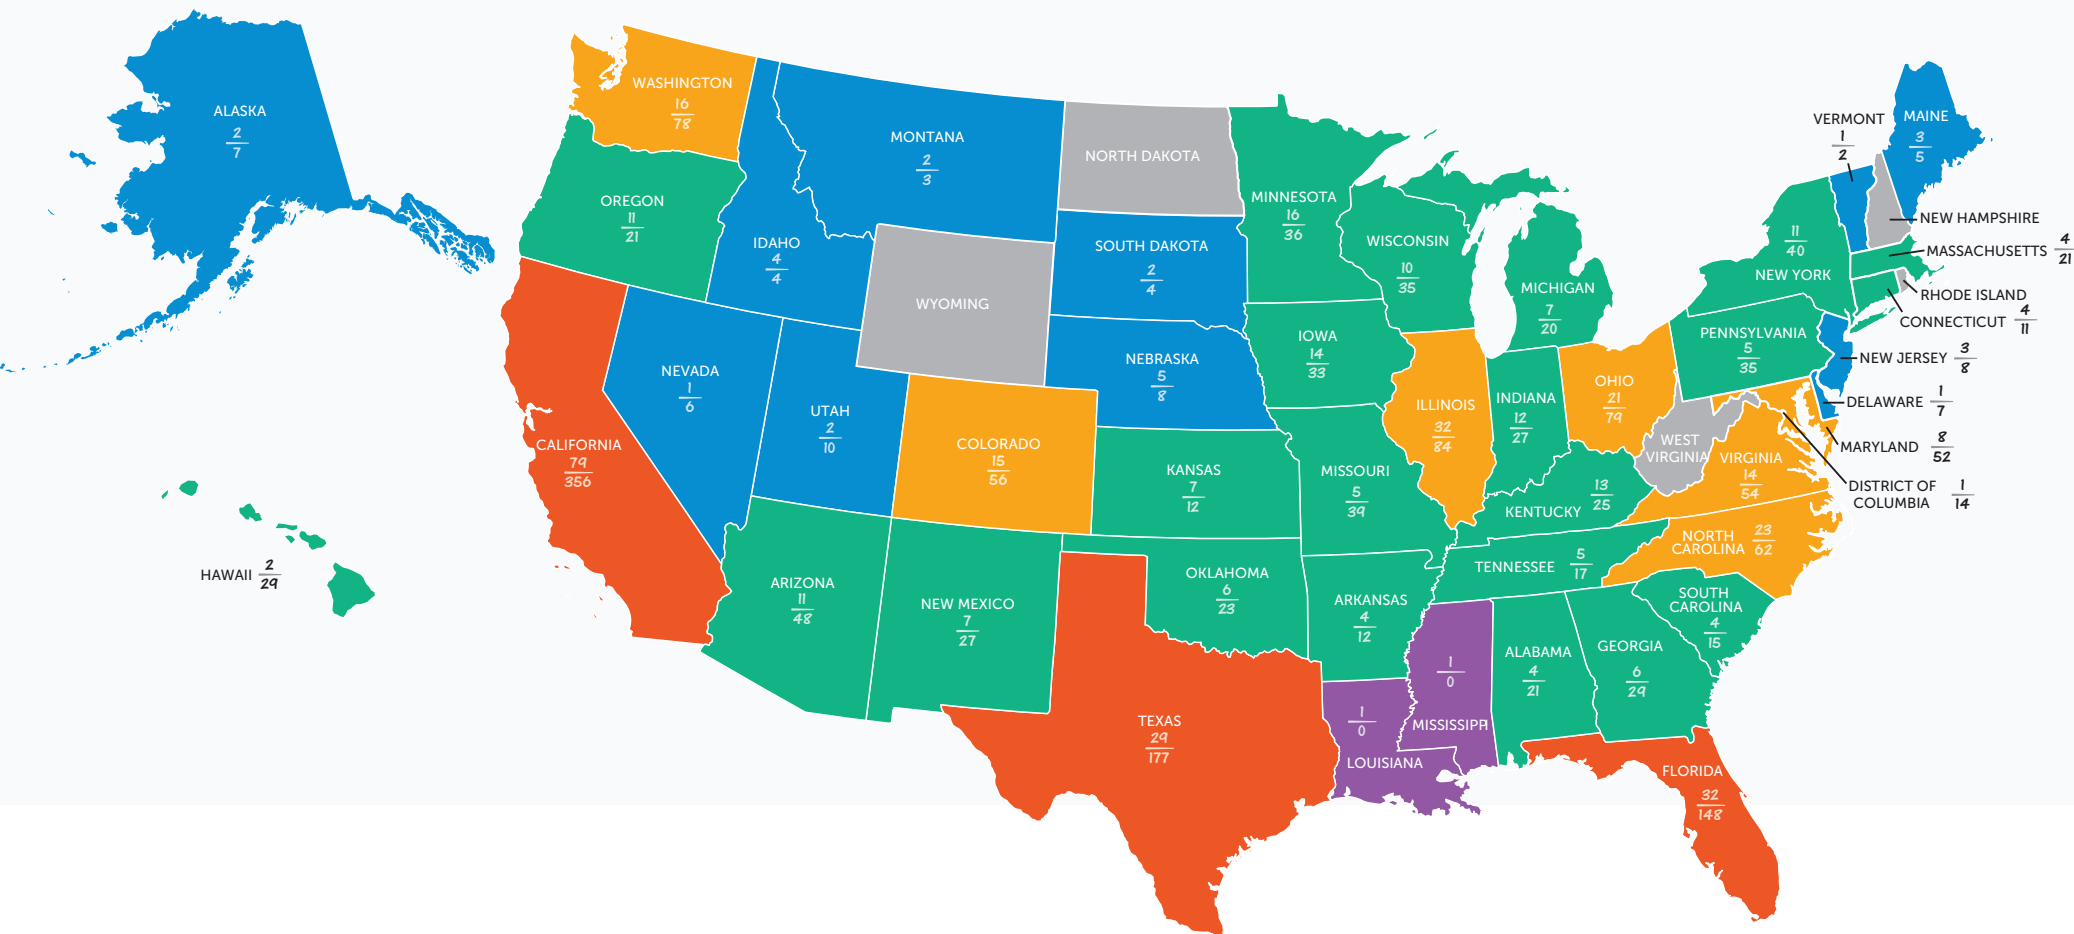 ALASKA
2
7
HAWAII 2
29
WASHINGTON
16
78
OREGON
11
21
CALIFORNIA
79
356
IDAHO
4
4
NEVADA
1
6
MONTANA
2
3
WYOMING
UTAH
2
10
COLORADO
15
56
ARIZONA
11
48
NEW MEXICO
7
27
NORTH DAKOTA
SOUTH DAKOTA
2
4
NEBRASKA
5
8
KANSAS
7
12
OKLAHOMA
6
23
TEXAS
29
177
MINNESOTA
16
36
IOWA
14
33
MISSOURI
5
39
ARKANSAS
4
12
1
0
LOUISIANA
WISCONSIN
10
35
ILLINOIS
32
84
MICHIGAN
7
20
INDIANA
12
27
OHIO
21
79
KENTUCKY 13
25
TENNESSEE 5
17
1
0
MISSISSIPPI
ALABAMA
4
21
GEORGIA
6
29
FLORIDA
32
148
SOUTH
CAROLINA
4
15
NORTH
CAROLINA 23
62
VIRGINIA
14
54
WEST
VIRGINIA
PENNSYLVANIA
5
35
11
40
NEW YORK
VERMONT
1
2
MAINE
3
5
NEW HAMPSHIRE
MASSACHUSETTS 4
21
RHODE ISLAND
CONNECTICUT 4
11
NEW JERSEY 3
8
DELAWARE 1
7
MARYLAND 8
52
DISTRICT OF
COLUMBIA 1
14